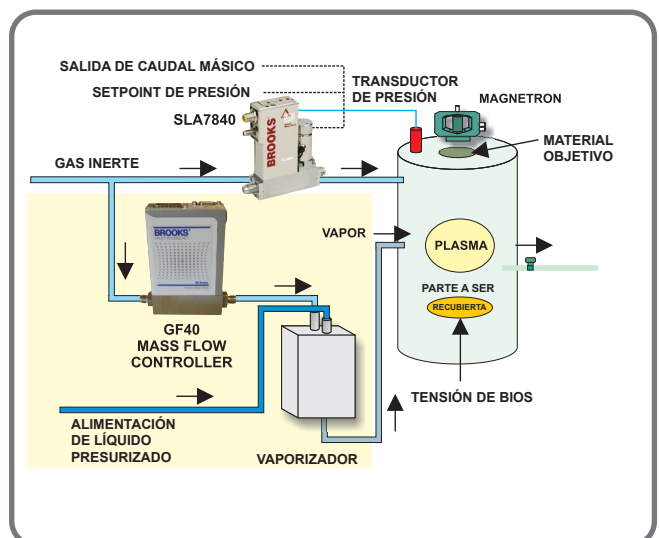 SALIDA DE CAUDAL MÁSICO
SETPOINT DE PRESIÓN
SLA7840
TRANSDUCTOR
DE PRESIÓN
MAGNETRON
MATERIAL
OBJETIVO
GAS INERTE
BROOKS
BROOKS
VAPOR
PLASMA
PARTE A SER
RECUBIERTA
GF40
MASS FLOW
CONTROLLER
TENSIÓN DE BIOS
ALIMENTACIÓN
DE LÍQUIDO
PRESURIZADO
VAPORIZADOR